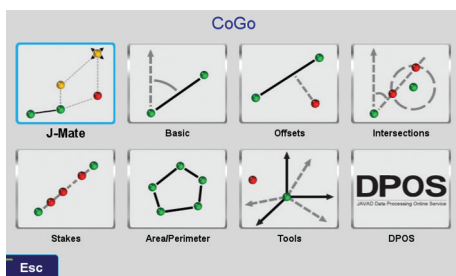 CoGo
J-Mate
Basic
Offsets
Intersections
DPOS
JAVAD Data Processing Online Service
Stakes
Area/Perimeter
Tools
DPOS
Esc